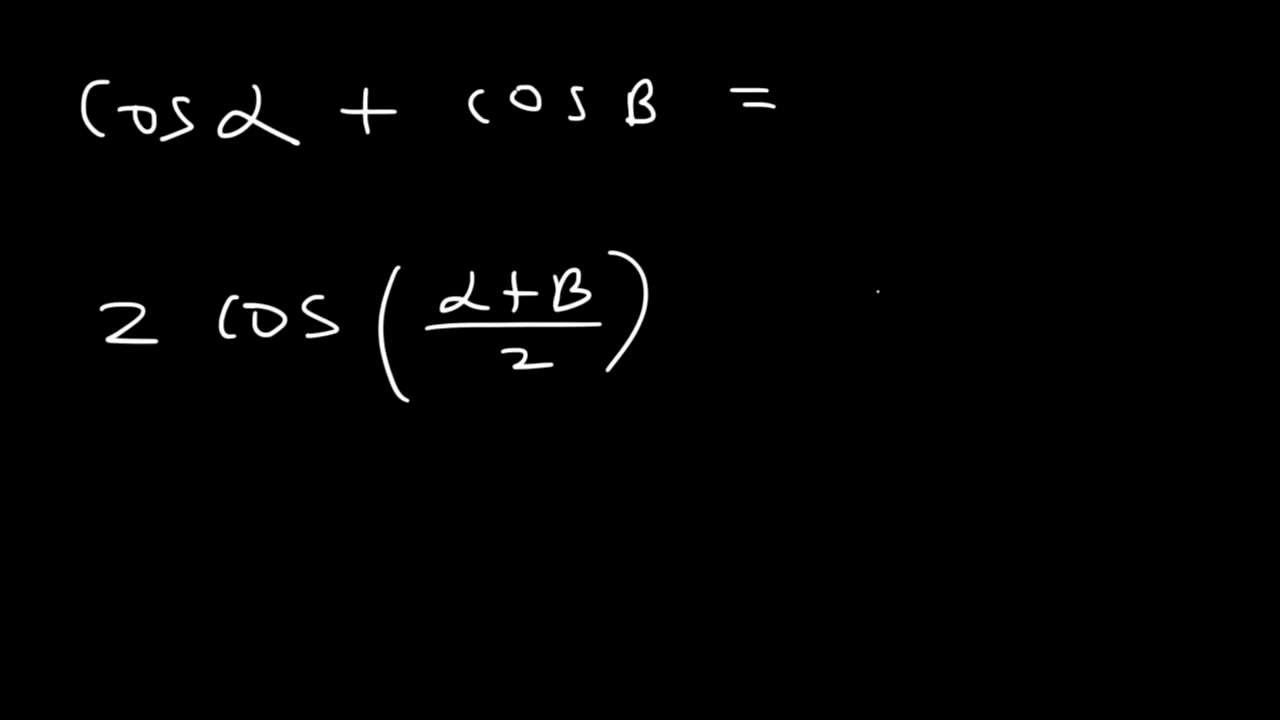 cos α + cos β =
2 cos ( (α + β) / 2 )